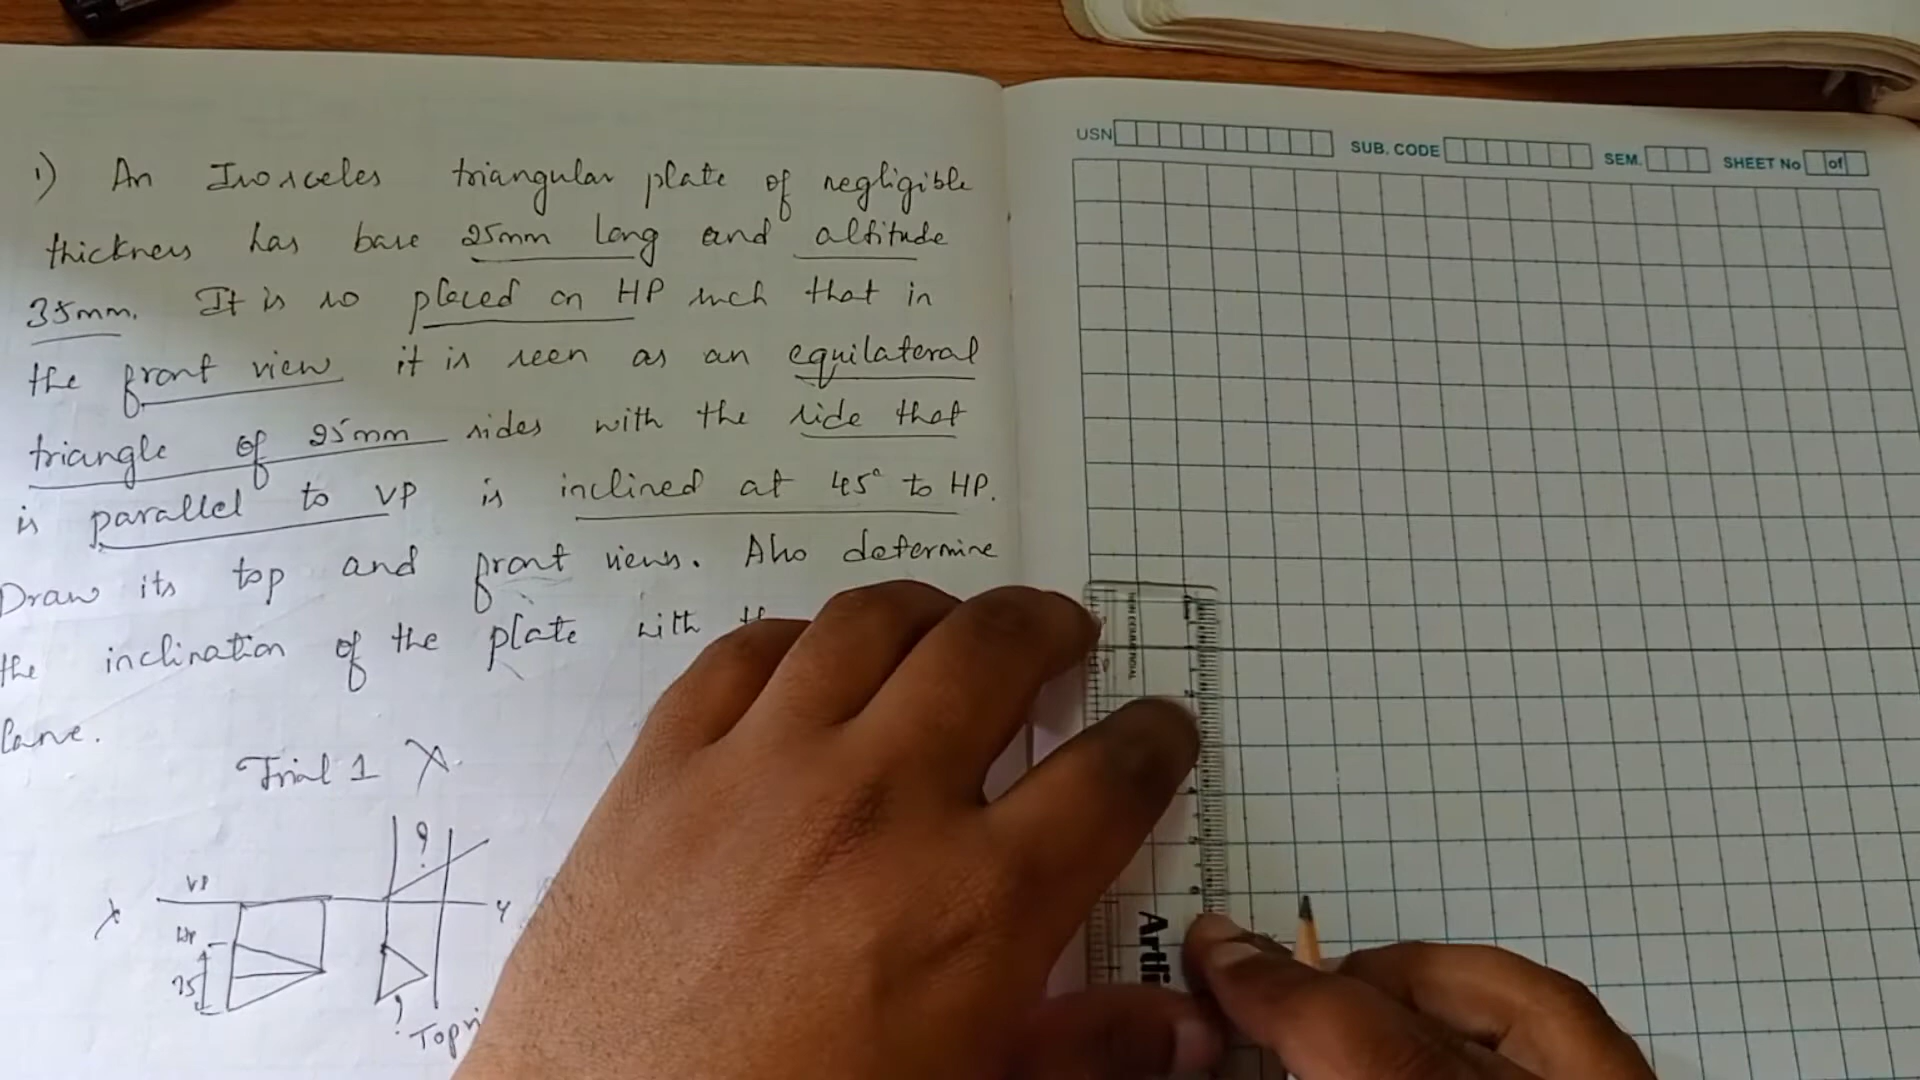 1) An Isosceles triangular plate of negligible
thickness has base 25mm long and altitude
35mm. It is so placed on HP such that in
the front view it is seen as an equilateral
triangle of 25mm sides with the side that
is parallel to VP is inclined at 45° to HP.
Draw its top and front views. Also determine
the inclination of the plate with
lane.
Trial 1 X
VP
X
Y
HP
25
?
?
Top vi
USN
SUB. CODE
SEM.
SHEET No of